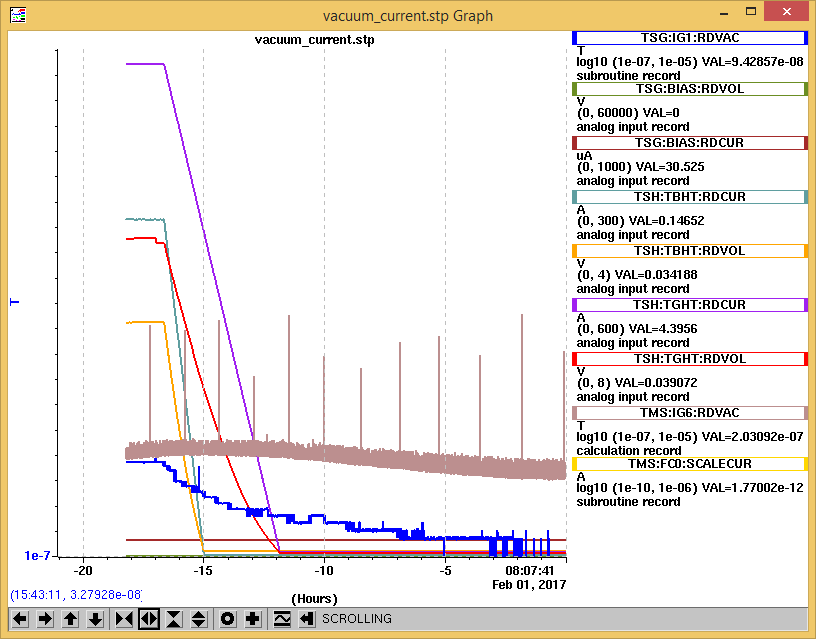 vacuum_current.stp Graph
vacuum_current.stp
TSG:IG1:RDVAC
T
log10 (1e-07, 1e-05) VAL=9.42857e-08
subroutine record
TSG:BIAS:RDVOL
V
(0, 60000) VAL=0
analog input record
TSG:BIAS:RDCUR
uA
(0, 1000) VAL=30.525
analog input record
TSH:TBHT:RDCUR
A
(0, 300) VAL=0.14652
analog input record
TSH:TBHT:RDVOL
V
(0, 4) VAL=0.034188
analog input record
TSH:TGHT:RDCUR
A
(0, 600) VAL=4.3956
analog input record
TSH:TGHT:RDVOL
V
(0, 8) VAL=0.039072
analog input record
TMS:IG6:RDVAC
T
log10 (1e-07, 1e-05) VAL=2.03092e-07
calculation record
TMS:FC0:SCALECUR
A
log10 (1e-10, 1e-06) VAL=1.77002e-12
subroutine record
T
1e-7
-20 -15 -10 -5 08:07:41
Feb 01, 2017
(15:43:11, 3.27928e-08)
(Hours)
SCROLLING